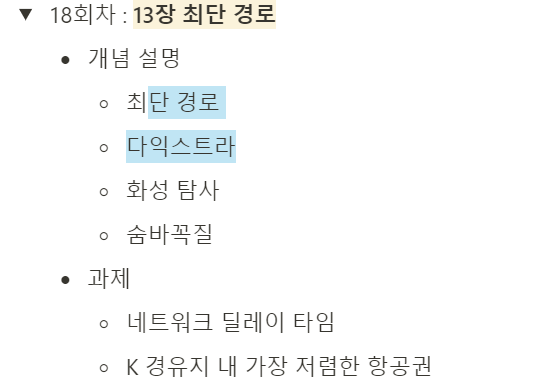 18회차 : 13장 최단 경로
개념 설명
최단 경로
다익스트라
화성 탐사
숨바꼭질
과제
네트워크 딜레이 타임
K 경유지 내 가장 저렴한 항공권